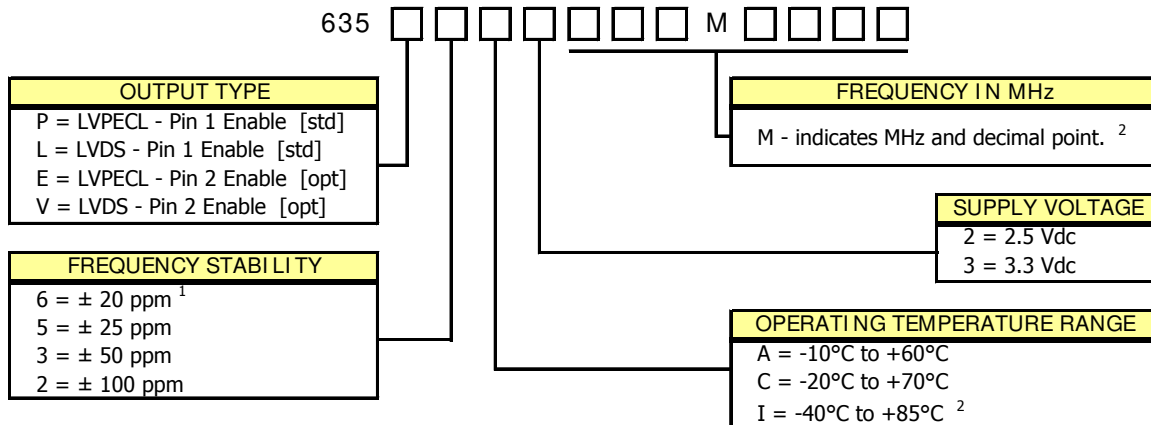 635 M
OUTPUT TYPE
P = LVPECL - Pin 1 Enable [std]
L = LVDS - Pin 1 Enable [std]
E = LVPECL - Pin 2 Enable [opt]
V = LVDS - Pin 2 Enable [opt]
FREQUENCY STABILITY
6 = ± 20 ppm 1
5 = ± 25 ppm
3 = ± 50 ppm
2 = ± 100 ppm
FREQUENCY IN MHz
M - indicates MHz and decimal point. 2
SUPPLY VOLTAGE
2 = 2.5 Vdc
3 = 3.3 Vdc
OPERATING TEMPERATURE RANGE
A = -10°C to +60°C
C = -20°C to +70°C
I = -40°C to +85°C 2